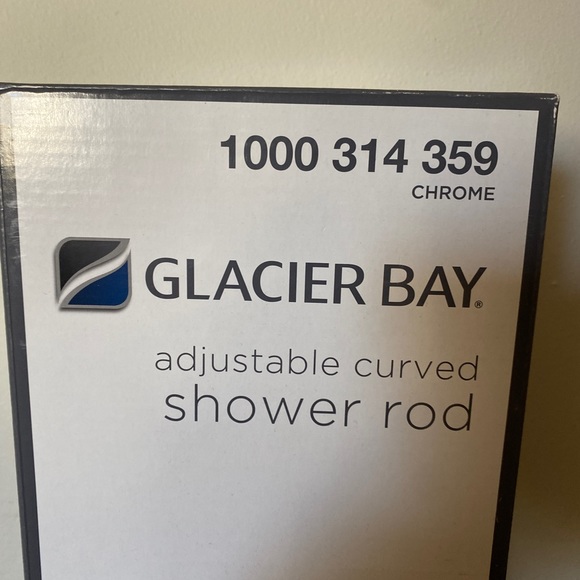 1000 314 359
CHROME
GLACIER BAY®
adjustable curved
shower rod